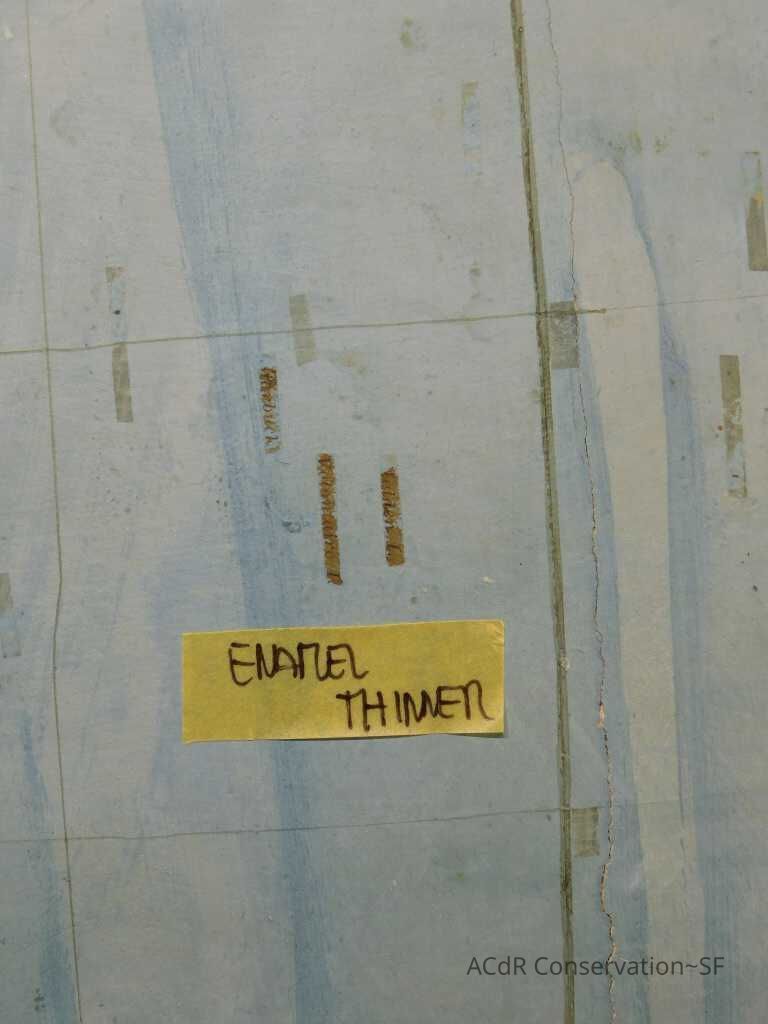 ENAMEL
THINNER
ACdR Conservation~SF